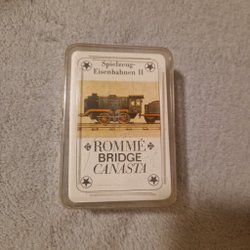 Spielzeug-
Eisenbahnen II
ROMMÉ
BRIDGE
CANASTA